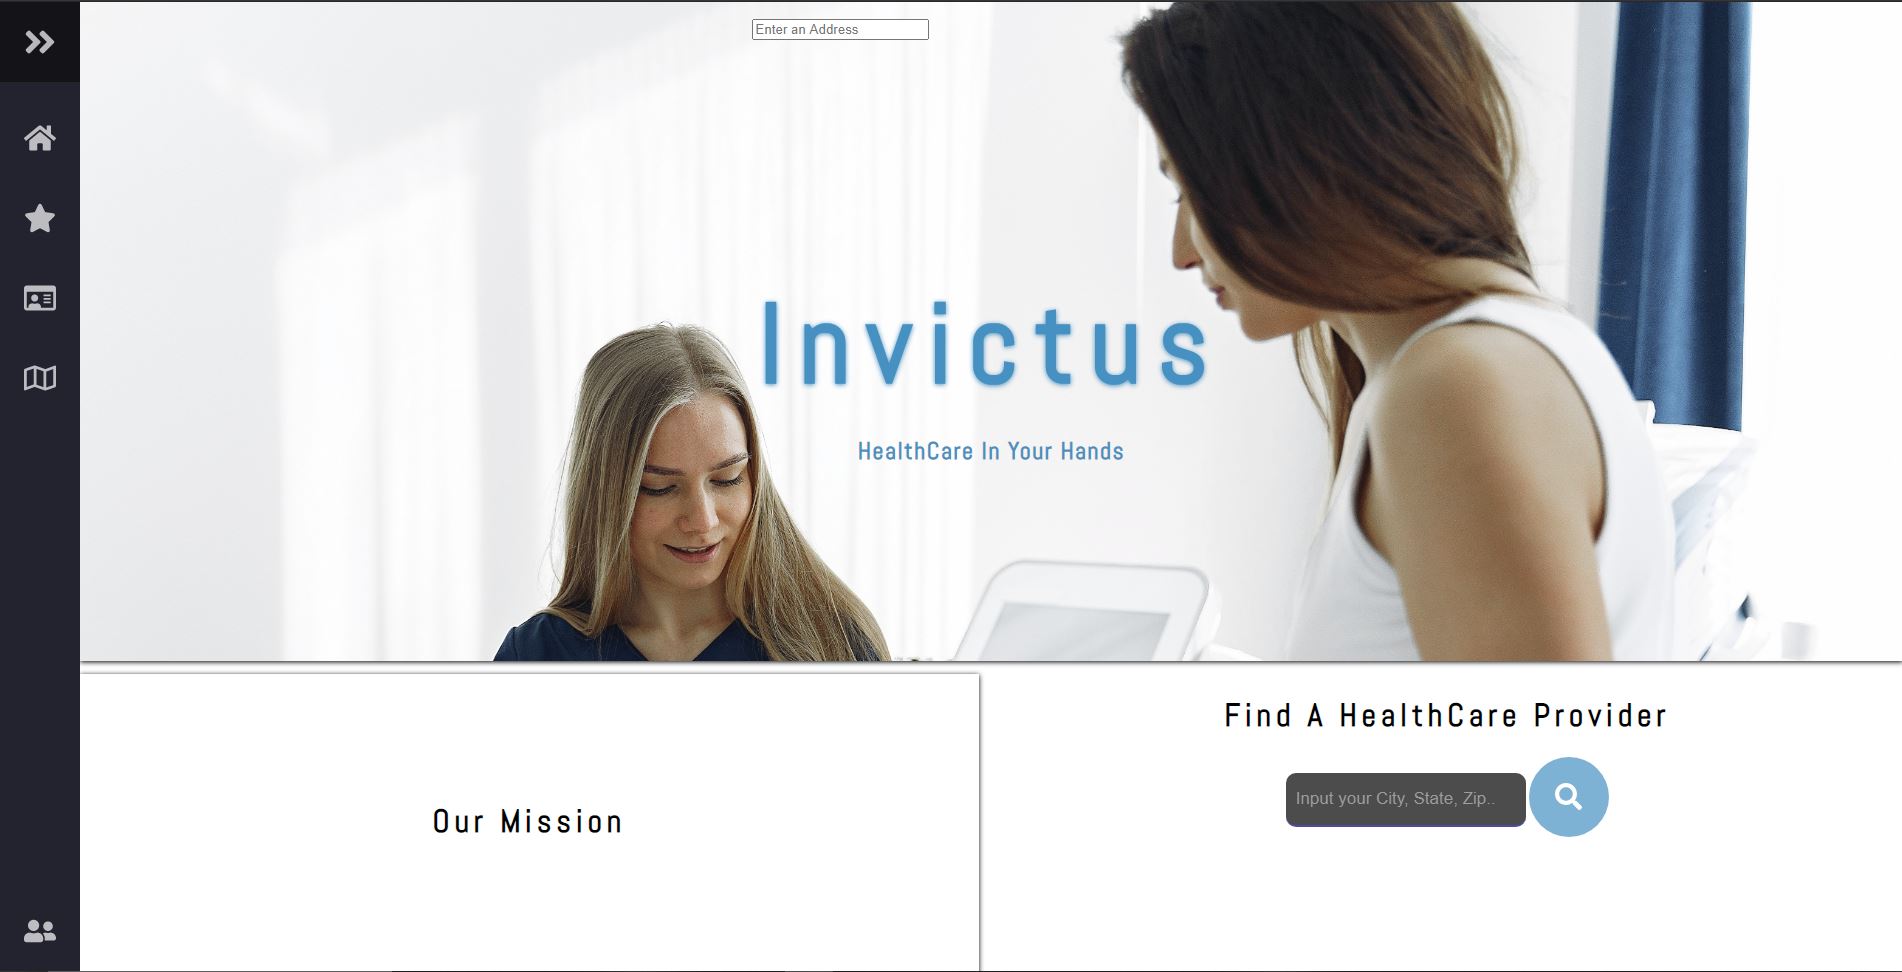 Enter an Address
Invictus
HealthCare In Your Hands
Find A HealthCare Provider
Input your City, State, Zip..
Our Mission